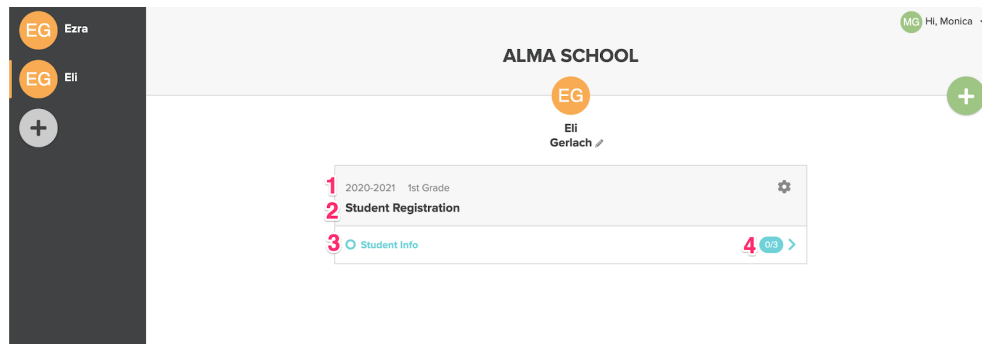 EG Ezra
EG Eli
MG Hi, Monica
ALMA SCHOOL
EG
Eli
Gerlach
1 2020-2021 1st Grade
2 Student Registration
3 Student Info 4 0/3